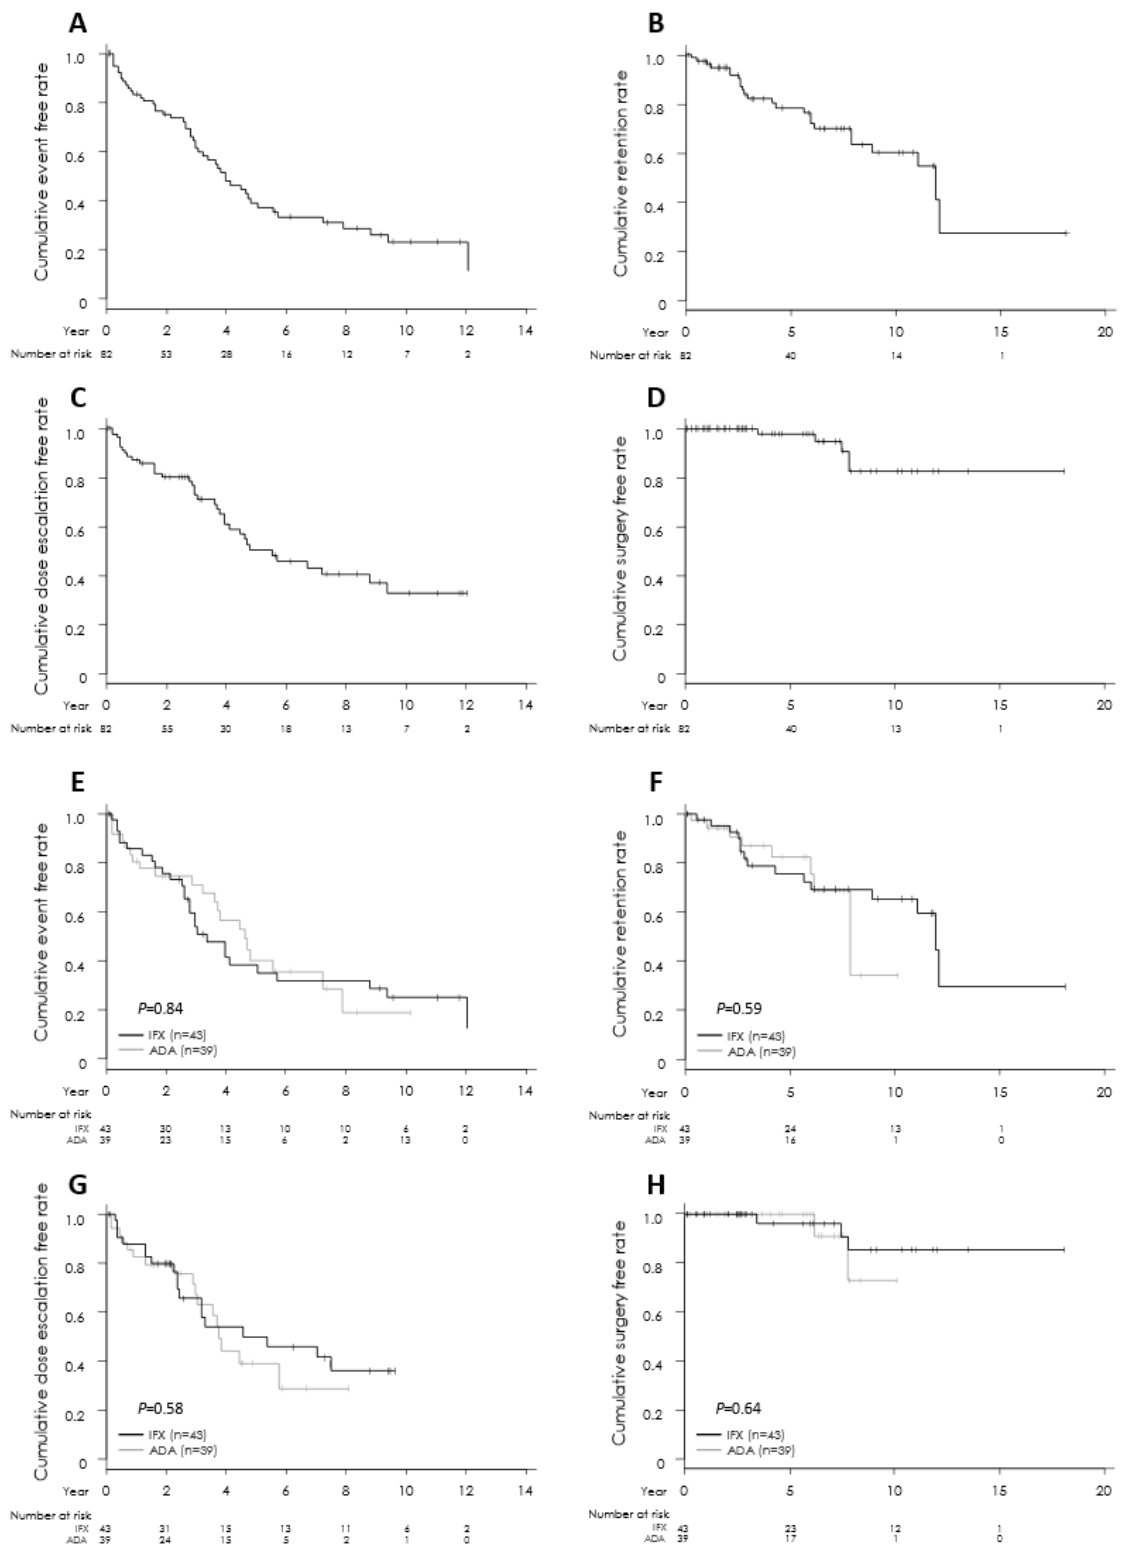 A
Cumulative event free rate
1.0
0.8
0.6
0.4
0.2
0
Year 0 2 4 6 8 10 12 14
Number at risk 82 53 28 16 12 7 2
B
Cumulative retention rate
1.0
0.8
0.6
0.4
0.2
0
Year 0 5 10 15 20
Number at risk 82 40 14 1
C
Cumulative dose escalation free rate
1.0
0.8
0.6
0.4
0.2
0
Year 0 2 4 6 8 10 12 14
Number at risk 82 55 30 18 13 7 2
D
Cumulative surgery free rate
1.0
0.8
0.6
0.4
0.2
0
Year 0 5 10 15 20
Number at risk 82 40 13 1
E
Cumulative event free rate
1.0
0.8
0.6
0.4
0.2
0
P=0.84
IFX (n=43)
ADA (n=39)
Year 0 2 4 6 8 10 12 14
Number at risk
IFX 43 30 13 10 10 6 2
ADA 39 23 15 6 2 13 0
F
Cumulative retention rate
1.0
0.8
0.6
0.4
0.2
0
P=0.59
IFX (n=43)
ADA (n=39)
Year 0 5 10 15 20
Number at risk
IFX 43 24 13 1
ADA 39 16 1 0
G
Cumulative dose escalation free rate
1.0
0.8
0.6
0.4
0.2
0
P=0.58
IFX (n=43)
ADA (n=39)
Year 0 2 4 6 8 10 12 14
Number at risk
IFX 43 31 15 13 11 6 2
ADA 39 24 15 5 2 1 0
H
Cumulative surgery free rate
1.0
0.8
0.6
0.4
0.2
0
P=0.64
IFX (n=43)
ADA (n=39)
Year 0 5 10 15 20
Number at risk
IFX 43 23 12 1
ADA 39 17 1 0